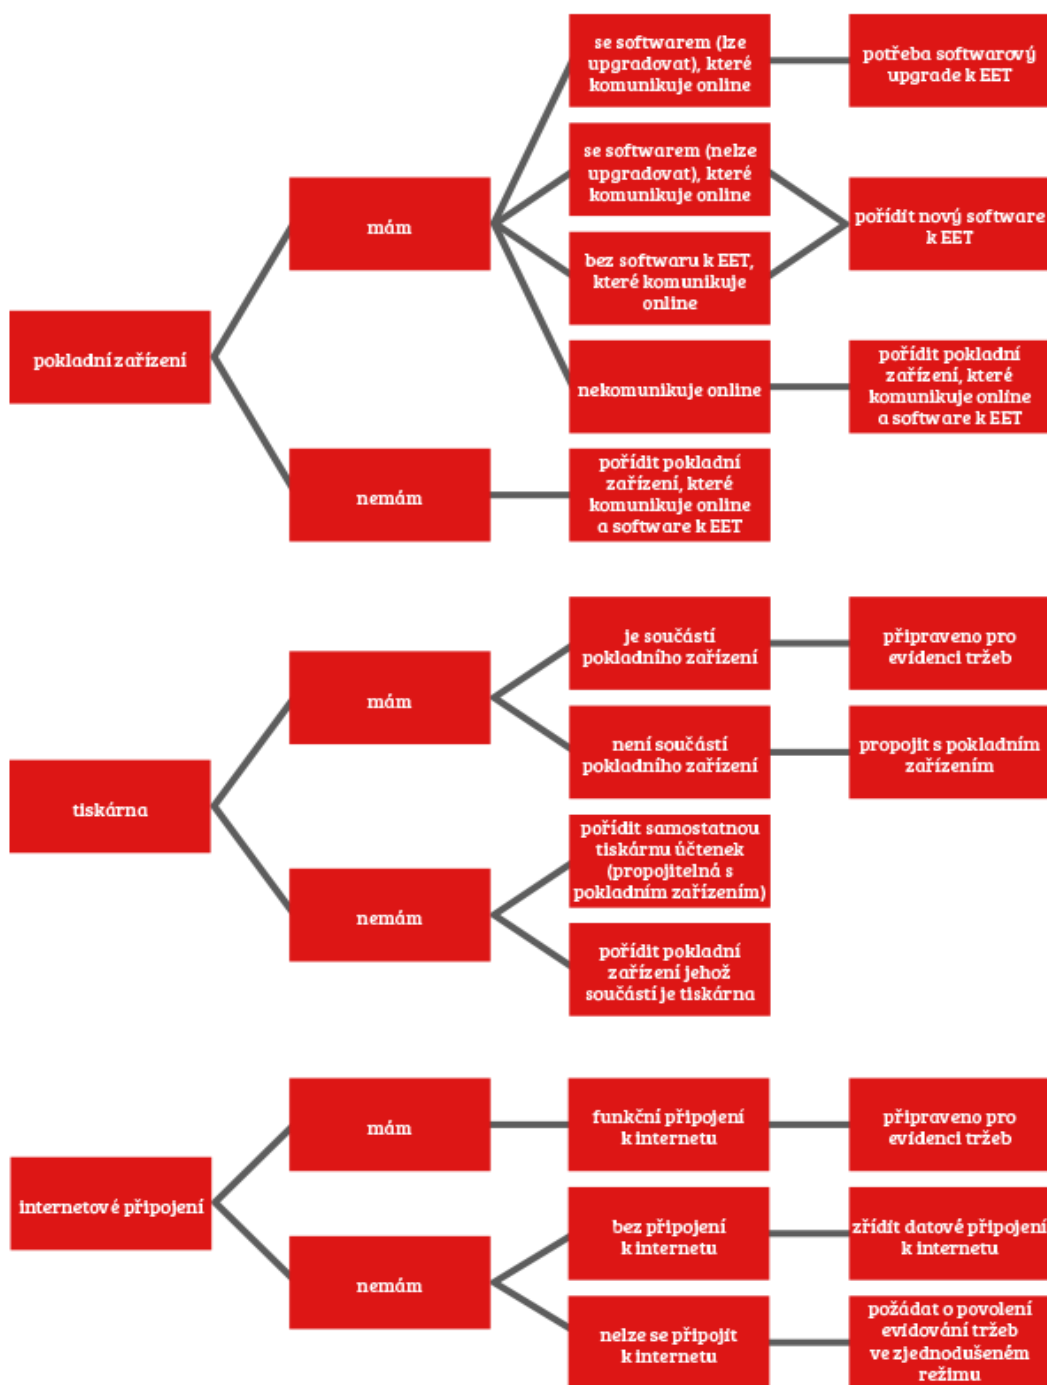 se softwarem (lze
upgradovat), které
komunikuje online
potřeba softwarový
upgrade k EET
se softwarem (nelze
upgradovat), které
komunikuje online
mám
pořídit nový software
k EET
bez softwaru k EET,
které komunikuje
online
pokladní zařízení
nekomunikuje online
pořídit pokladní
zařízení, které
komunikuje online
a software k EET
nemám
pořídit pokladní
zařízení, které
komunikuje online
a software k EET
je součástí
pokladního zařízení
připraveno pro
evidenci tržeb
mám
není součástí
pokladního zařízení
propojit s pokladním
zařízením
tiskárna
pořídit samostatnou
tiskárnu účtenek
(propojitelná s
pokladním zařízením)
nemám
pořídit pokladní
zařízení jehož
součástí je tiskárna
mám
funkční připojení
k internetu
připraveno pro
evidenci tržeb
internetové připojení
bez připojení
k internetu
zřídit datové připojení
k internetu
nemám
nelze se připojit
k internetu
požádat o povolení
evidování tržeb
ve zjednodušeném
režimu